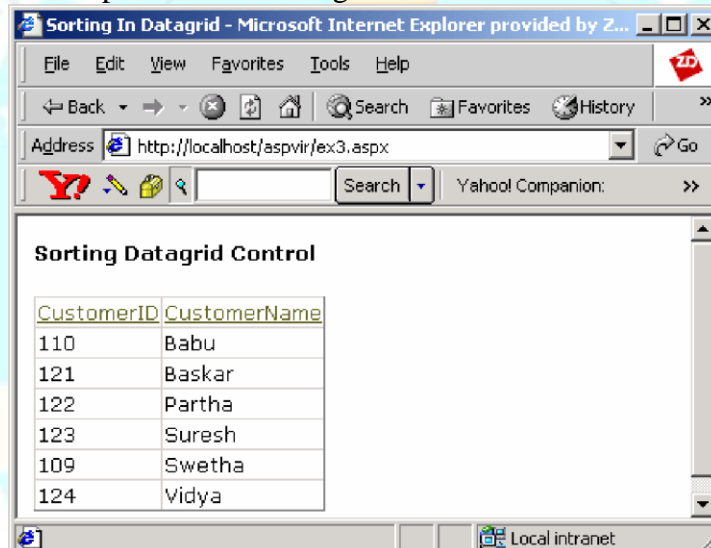 Sorting In Datagrid - Microsoft Internet Explorer provided by Z...
File Edit View Favorites Tools Help
Back Search Favorites History »
Address http://localhost/aspvir/ex3.aspx Go
Y! Search Yahoo! Companion: »
Sorting Datagrid Control
CustomerID CustomerName
110 Babu
121 Baskar
122 Partha
123 Suresh
109 Swetha
124 Vidya
Local intranet